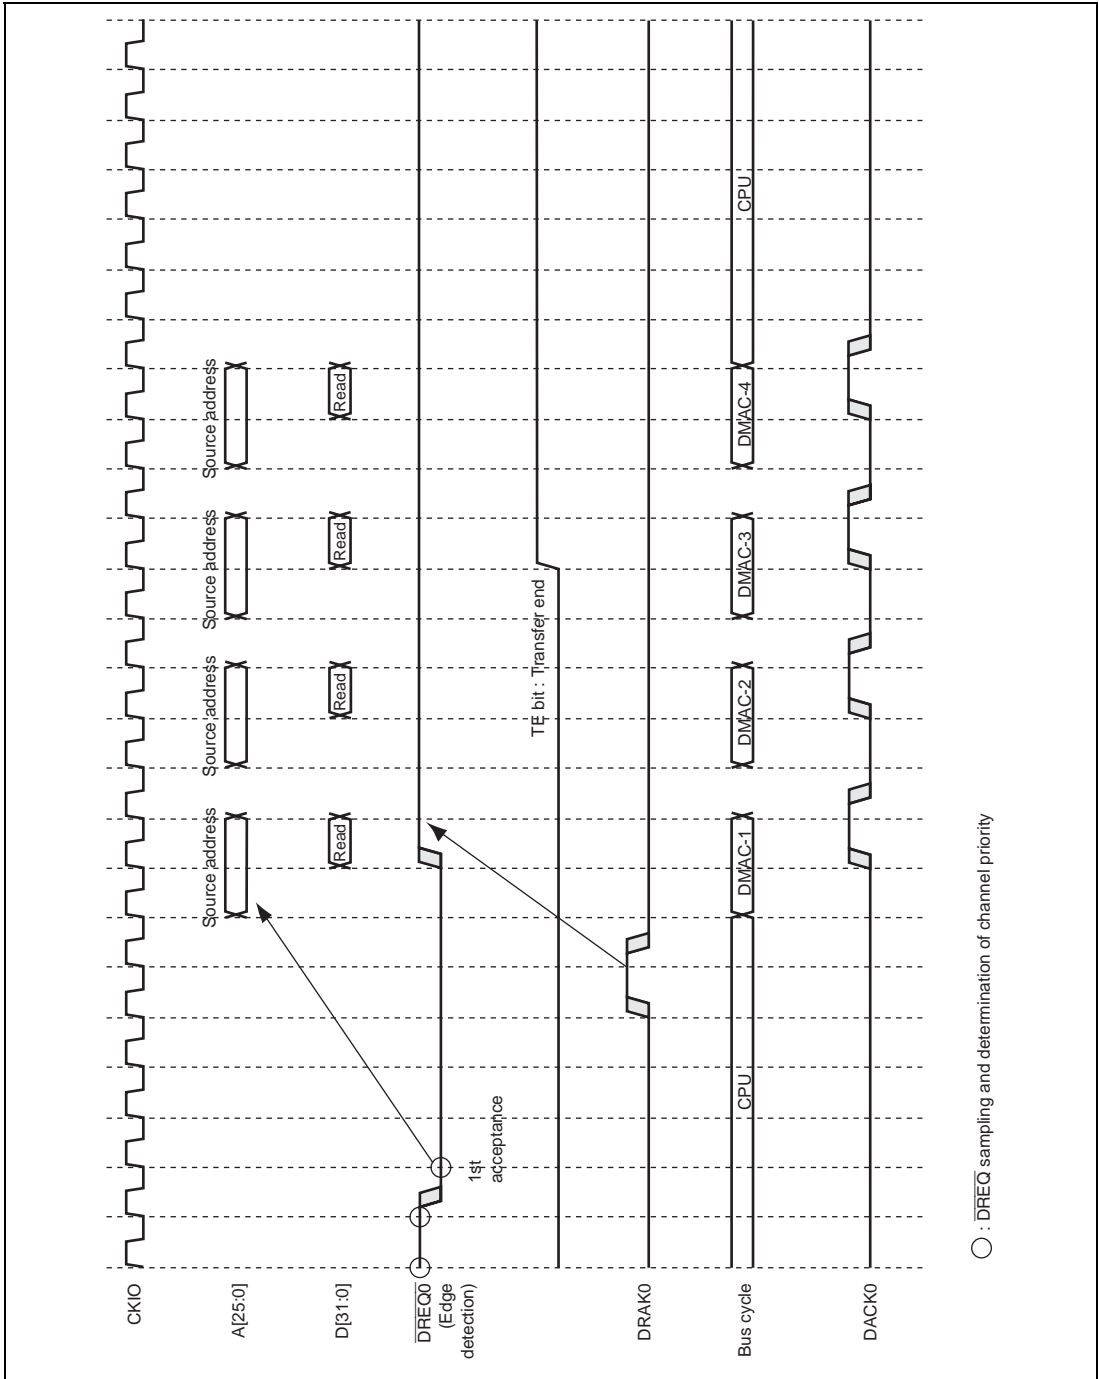 CKIO
A[25:0]
Source address
Source address
Source address
Source address
D[31:0]
Read
Read
Read
Read
DREQ0
(Edge
detection)
1st
acceptance
TE bit : Transfer end
DRAK0
Bus cycle
CPU
DMAC-1
DMAC-2
DMAC-3
DMAC-4
CPU
DACK0
: DREQ sampling and determination of channel priority